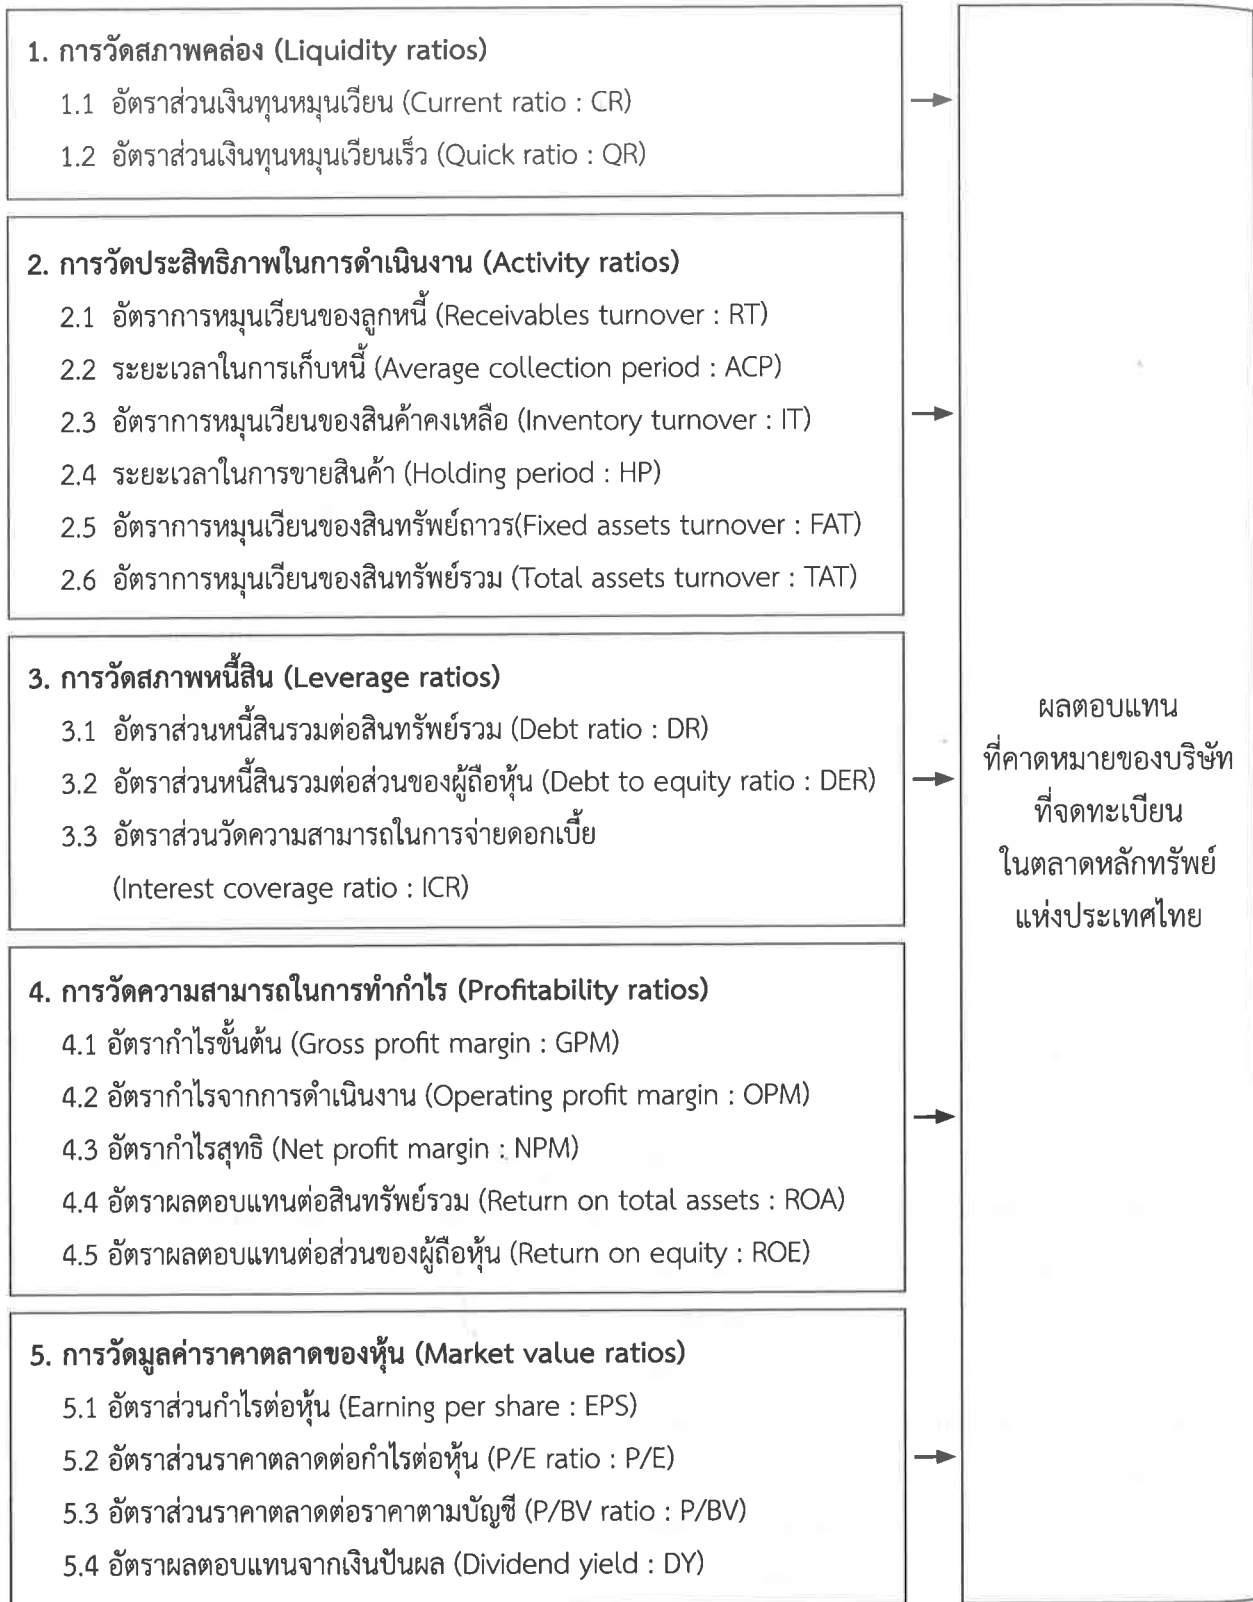 1. การวัดสภาพคล่อง (Liquidity ratios)
1.1 อัตราส่วนเงินทุนหมุนเวียน (Current ratio : CR)
1.2 อัตราส่วนเงินทุนหมุนเวียนเร็ว (Quick ratio : QR)
2. การวัดประสิทธิภาพในการดำเนินงาน (Activity ratios)
2.1 อัตราการหมุนเวียนของลูกหนี้ (Receivables turnover : RT)
2.2 ระยะเวลาในการเก็บหนี้ (Average collection period : ACP)
2.3 อัตราการหมุนเวียนของสินค้าคงเหลือ (Inventory turnover : IT)
2.4 ระยะเวลาในการขายสินค้า (Holding period : HP)
2.5 อัตราการหมุนเวียนของสินทรัพย์ถาวร(Fixed assets turnover : FAT)
2.6 อัตราการหมุนเวียนของสินทรัพย์รวม (Total assets turnover : TAT)
3. การวัดสภาพหนี้สิน (Leverage ratios)
3.1 อัตราส่วนหนี้สินรวมต่อสินทรัพย์รวม (Debt ratio : DR)
3.2 อัตราส่วนหนี้สินรวมต่อส่วนของผู้ถือหุ้น (Debt to equity ratio : DER)
3.3 อัตราส่วนวัดความสามารถในการจ่ายดอกเบี้ย
(Interest coverage ratio : ICR)
4. การวัดความสามารถในการทำกำไร (Profitability ratios)
4.1 อัตรากำไรขั้นต้น (Gross profit margin : GPM)
4.2 อัตรากำไรจากการดำเนินงาน (Operating profit margin : OPM)
4.3 อัตรากำไรสุทธิ (Net profit margin : NPM)
4.4 อัตราผลตอบแทนต่อสินทรัพย์รวม (Return on total assets : ROA)
4.5 อัตราผลตอบแทนต่อส่วนของผู้ถือหุ้น (Return on equity : ROE)
5. การวัดมูลค่าราคาตลาดของหุ้น (Market value ratios)
5.1 อัตราส่วนกำไรต่อหุ้น (Earning per share : EPS)
5.2 อัตราส่วนราคาตลาดต่อกำไรต่อหุ้น (P/E ratio : P/E)
5.3 อัตราส่วนราคาตลาดต่อราคาตามบัญชี (P/BV ratio : P/BV)
5.4 อัตราผลตอบแทนจากเงินปันผล (Dividend yield : DY)
ผลตอบแทน
ที่คาดหมายของบริษัท
ที่จดทะเบียน
ในตลาดหลักทรัพย์
แห่งประเทศไทย